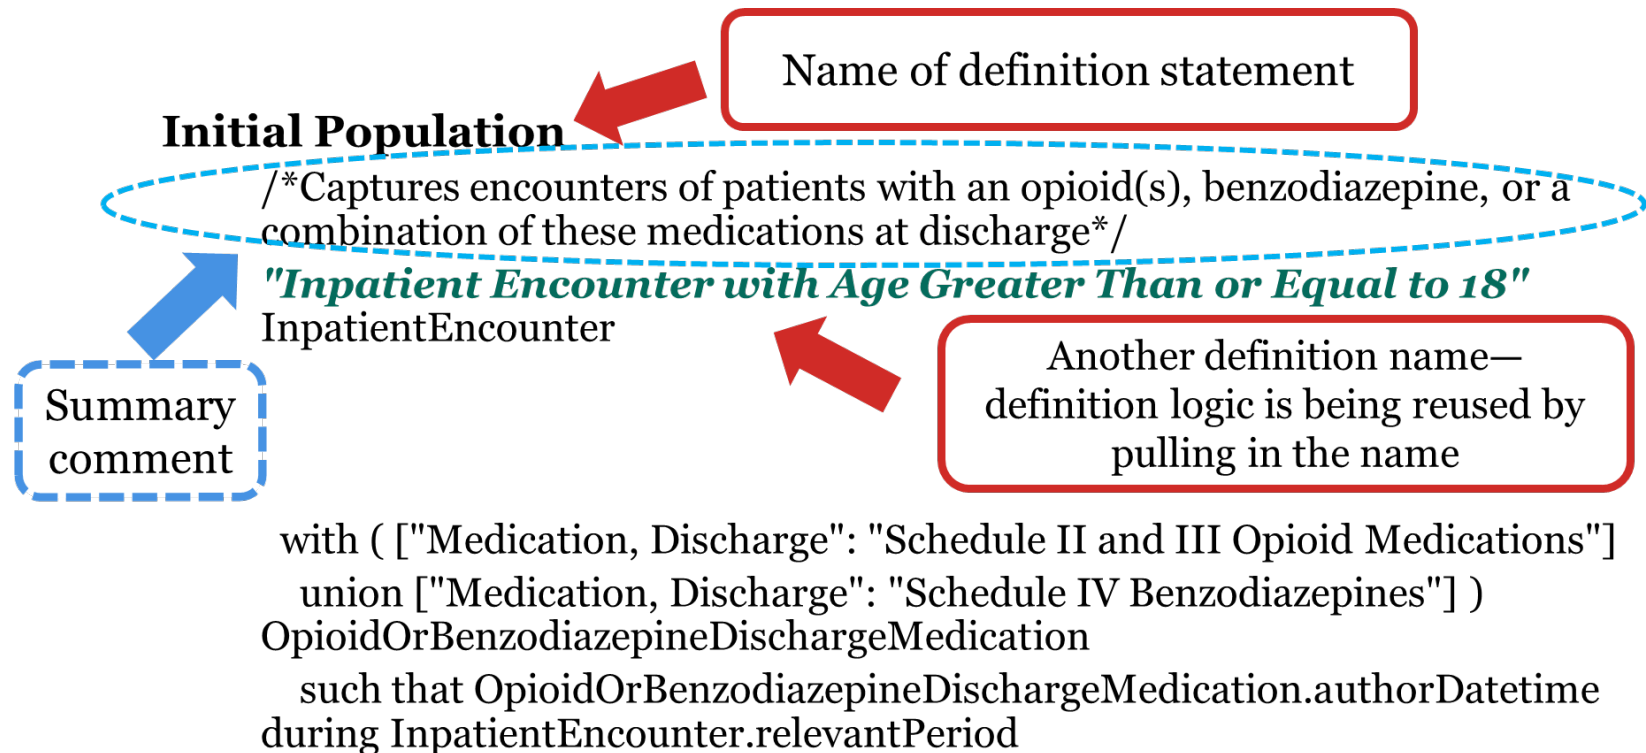 Name of definition statement
Initial Population
/*Captures encounters of patients with an opioid(s), benzodiazepine, or a
combination of these medications at discharge*/
"Inpatient Encounter with Age Greater Than or Equal to 18"
InpatientEncounter
Summary
comment
Another definition name—
definition logic is being reused by
pulling in the name
with ( ["Medication, Discharge": "Schedule II and III Opioid Medications"]
union ["Medication, Discharge": "Schedule IV Benzodiazepines"] )
OpioidOrBenzodiazepineDischargeMedication
such that OpioidOrBenzodiazepineDischargeMedication.authorDatetime
during InpatientEncounter.relevantPeriod